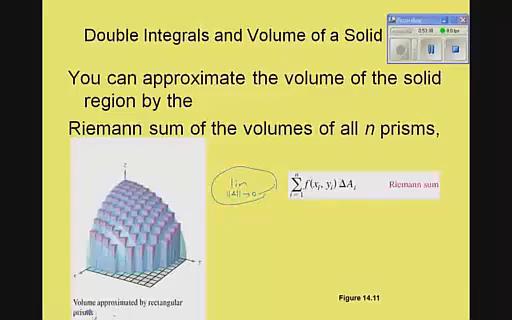 Double Integrals and Volume of a Solid
You can approximate the volume of the solid
region by the
Riemann sum of the volumes of all n prisms,
lim
||Δ|| → 0
n
∑ f(xᵢ, yᵢ) ΔAᵢ Riemann sum
i = 1
z
x y
Volume approximated by rectangular
prisms
Figure 14.11